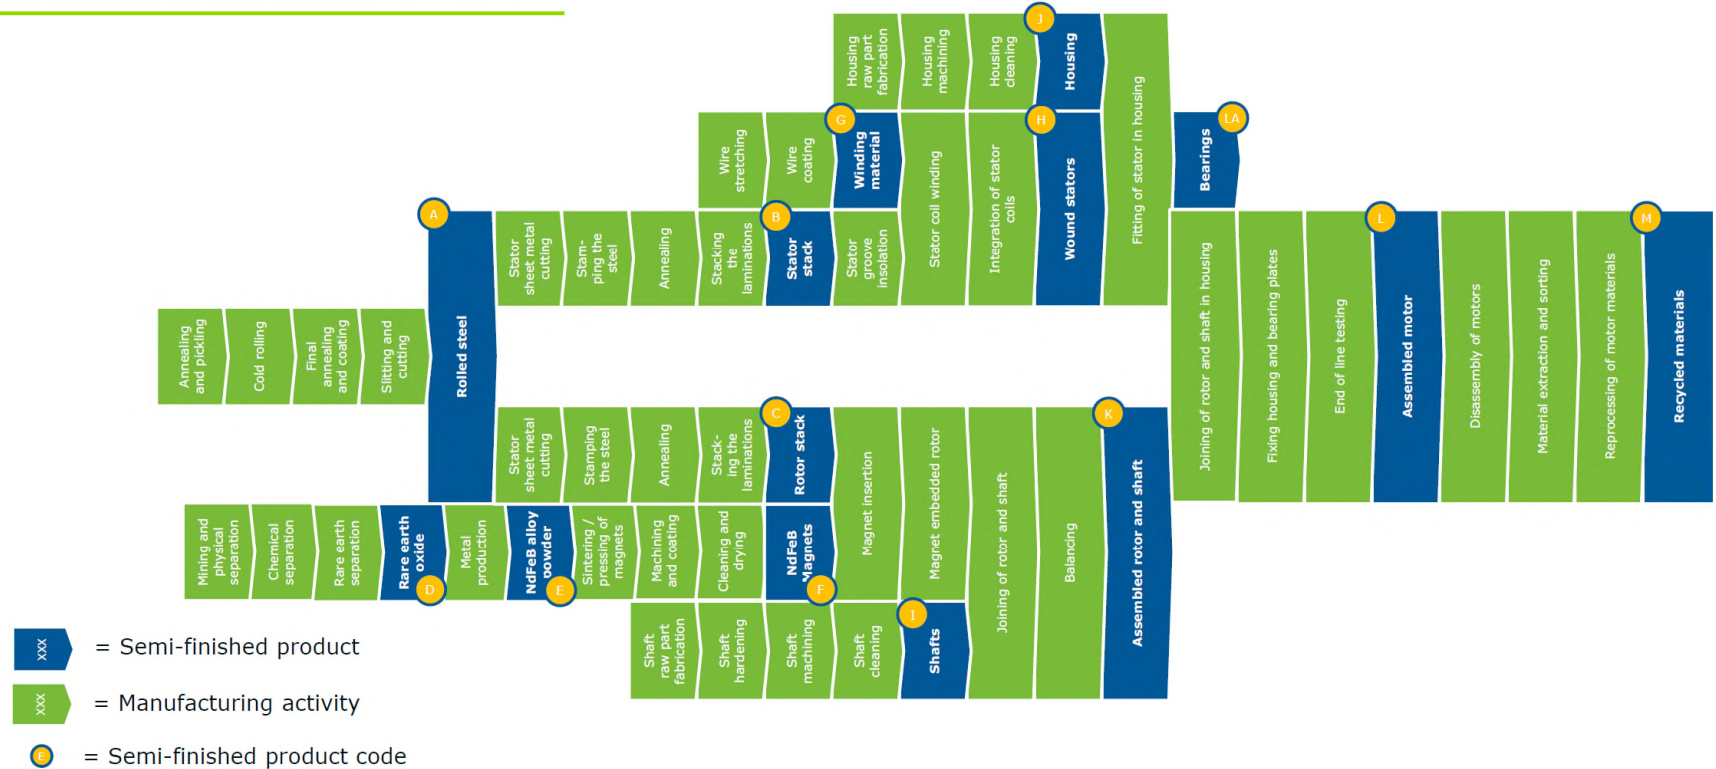 J
Housing
raw part
fabrication
Housing
machining
Housing
cleaning
Housing
Fitting of stator in housing
G
H
LA
Wire
stretching
Wire
coating
Winding
material
Stator coil winding
Integration of stator
coils
Wound stators
Bearings
A
B
L
M
Rolled steel
Stator
sheet metal
cutting
Stam-
ping the
steel
Annealing
Stacking
the
laminations
Stator
stack
Stator
groove
insolation
Joining of rotor and shaft in housing
Fixing housing and bearing plates
End of line testing
Assembled motor
Disassembly of motors
Material extraction and sorting
Reprocessing of motor materials
Recycled materials
Annealing
and pickling
Cold rolling
Final
annealing
and coating
Slitting and
cutting
C
K
Stator
sheet metal
cutting
Stamping
the steel
Annealing
Stack-
ing the
laminations
Rotor stack
Magnet insertion
Magnet embedded rotor
Joining of rotor and shaft
Balancing
Assembled rotor and shaft
Mining and
physical
separation
Chemical
separation
Rare earth
separation
Rare earth
oxide
D
Metal
production
NdFeB alloy
powder
E
Sintering /
pressing of
magnets
Machining
and coating
Cleaning and
drying
NdFeB
Magnets
F
I
Shaft
raw part
fabrication
Shaft
hardening
Shaft
machining
Shaft
cleaning
Shafts
xxx
= Semi-finished product
xxx
= Manufacturing activity
E
= Semi-finished product code